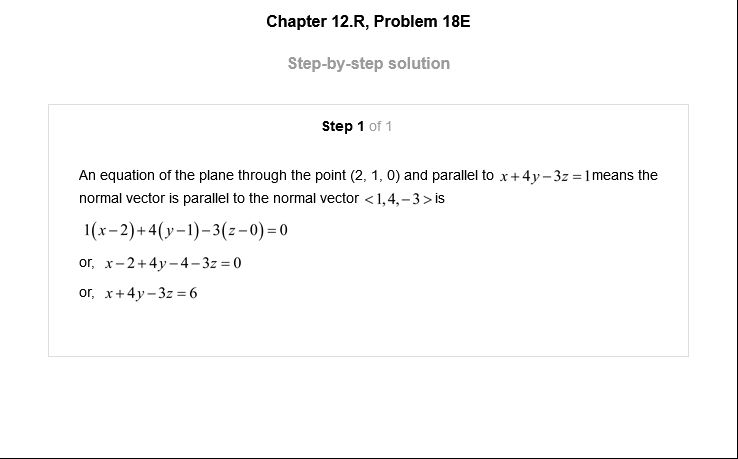 Chapter 12.R, Problem 18E
Step-by-step solution
Step 1 of 1
An equation of the plane through the point (2, 1, 0) and parallel to x+4y−3z=1means the
normal vector is parallel to the normal vector <1,4,−3>is
1(x−2)+4(y−1)−3(z−0)=0
or, x−2+4y−4−3z=0
or, x+4y−3z=6